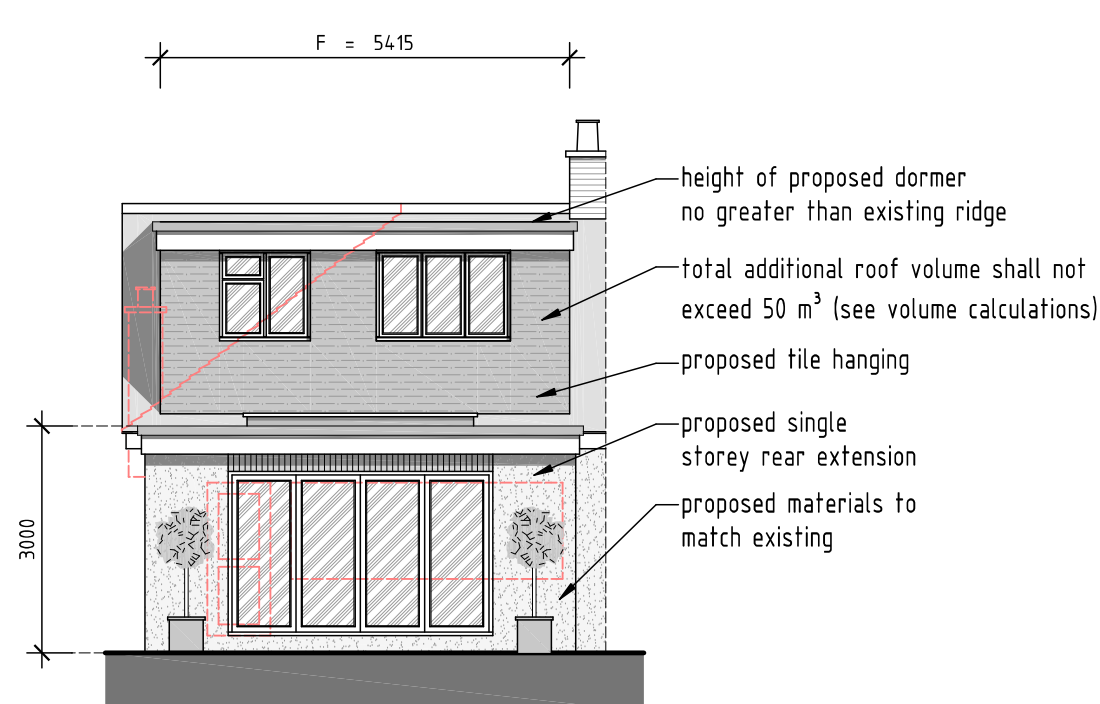 F = 5415
height of proposed dormer
no greater than existing ridge
total additional roof volume shall not
exceed 50 m³ (see volume calculations)
proposed tile hanging
proposed single
storey rear extension
proposed materials to
match existing
3000